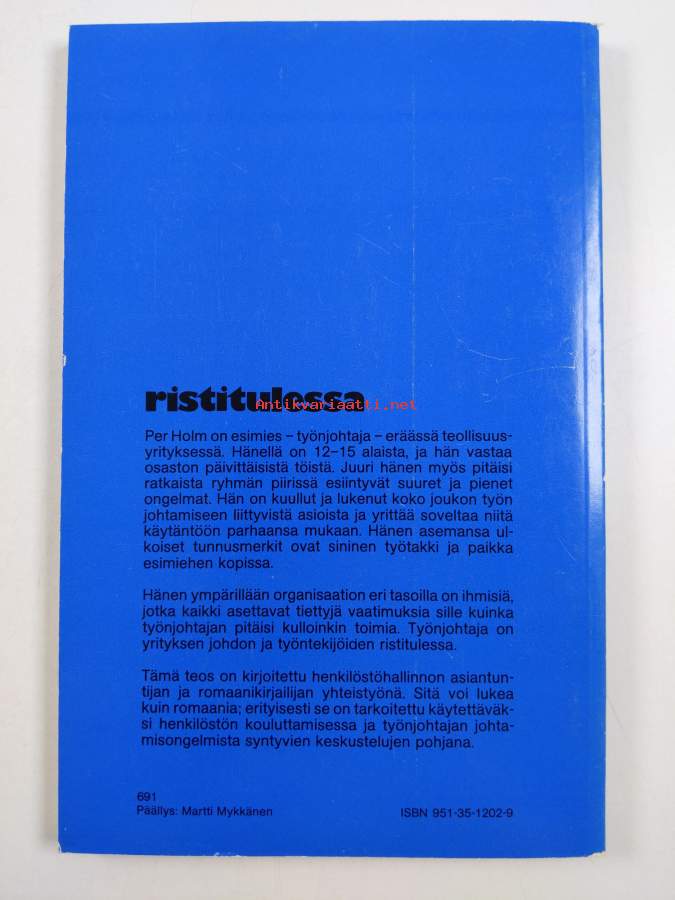 ristitulessa
Antikvariaatti.net
Per Holm on esimies – työnjohtaja – eräässä teollisuus-
yrityksessä. Hänellä on 12–15 alaista, ja hän vastaa
osaston päivittäisistä töistä. Juuri hänen myös pitäisi
ratkaista ryhmän piirissä esiintyvät suuret ja pienet
ongelmat. Hän on kuullut ja lukenut koko joukon työn
johtamiseen liittyvistä asioista ja yrittää soveltaa niitä
käytäntöön parhaansa mukaan. Hänen asemansa ul-
koiset tunnusmerkit ovat sininen työtakki ja paikka
esimiehen kopissa.
Hänen ympärillään organisaation eri tasoilla on ihmisiä,
jotka kaikki asettavat tiettyjä vaatimuksia sille kuinka
työnjohtajan pitäisi kulloinkin toimia. Työnjohtaja on
yrityksen johdon ja työntekijöiden ristitulessa.
Tämä teos on kirjoitettu henkilöstöhallinnon asiantun-
tijan ja romaanikirjailijan yhteistyönä. Sitä voi lukea
kuin romaania; erityisesti se on tarkoitettu käytettäväk-
si henkilöstön kouluttamisessa ja työnjohtajan johta-
misongelmista syntyvien keskustelujen pohjana.
691
Päällys: Martti Mykkänen
ISBN 951-35-1202-9